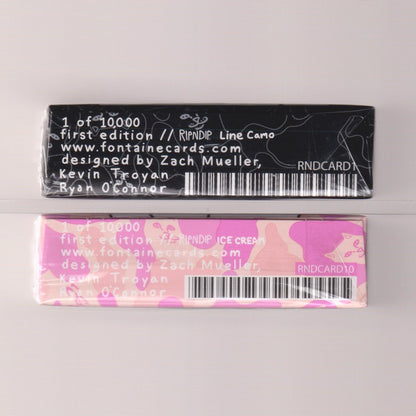 1 of 10,000
first edition // RIPNDIP Line Camo
www.fontainecards.com
designed by Zach Mueller,
Kevin Troyan
Ryan O'Connor
RNDCARD1
1 of 10000
first edition // RIPNDIP ICE CREAM
www.fontainecards.com
designed by Zach Mueller,
Kevin Troyan
Ryan O'Connor
RNDCARD10